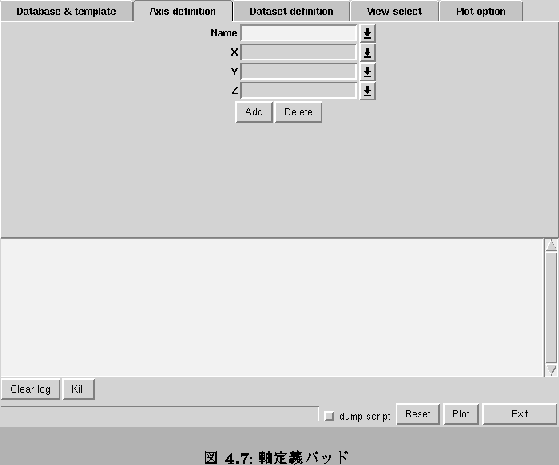 Database & template Axis definition Dataset definition View select Plot option
Name
X
Y
Z
Add Delete
Clear log Kill
dump script Reset Plot Exit
図 4.7: 軸定義パッド